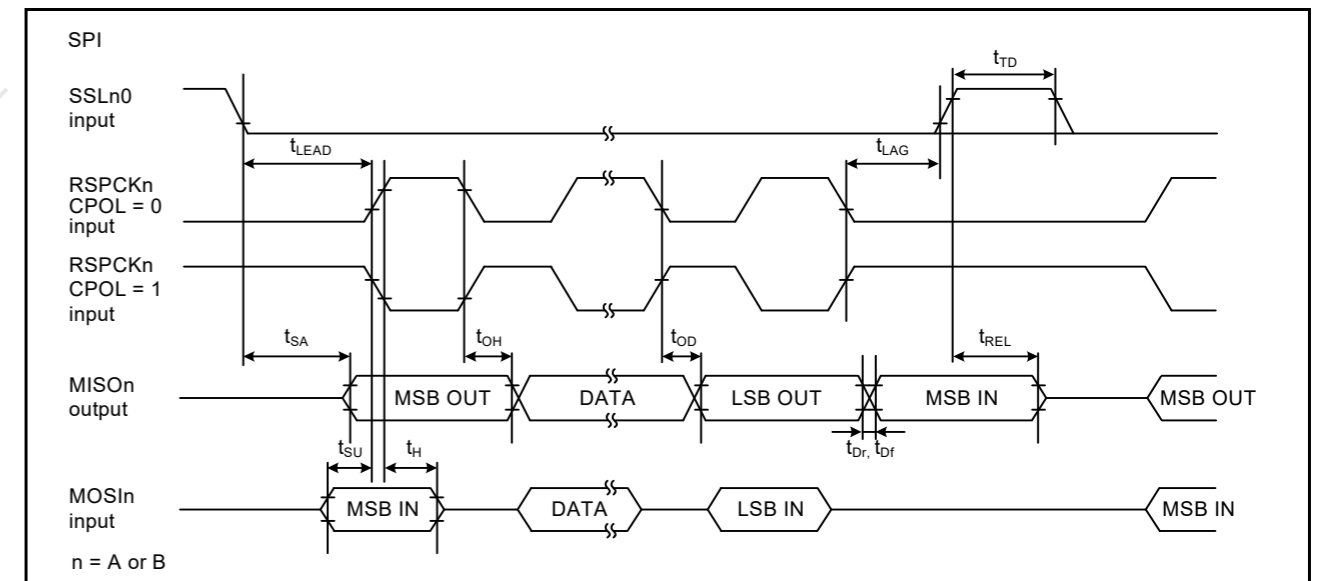 SPI
tTD
SSLn0
input
tLEAD
tLAG
RSPCKn
CPOL = 0
input
RSPCKn
CPOL = 1
input
tSA
tOH
tOD
tREL
MISOn
output
MSB OUT
DATA
LSB OUT
MSB IN
MSB OUT
tSU
tH
tDr, tDf
MOSIn
input
MSB IN
DATA
LSB IN
MSB IN
n = A or B